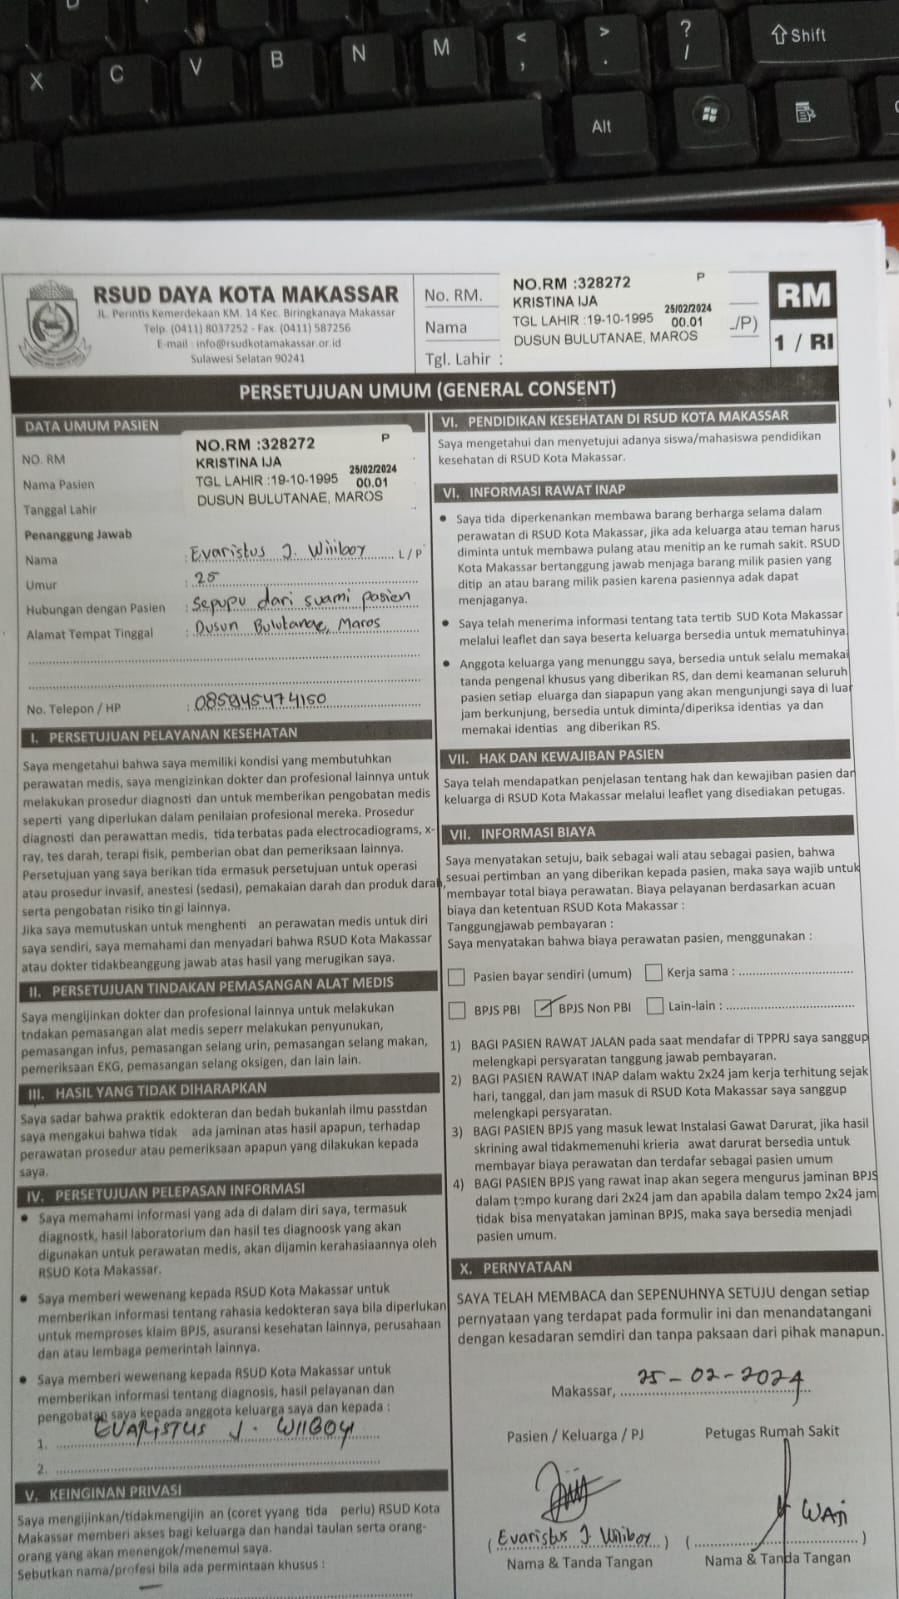 X C V B N M < , > . ? / Shift
Alt
RSUD DAYA KOTA MAKASSAR
JL. Perintis Kemerdekaan KM. 14 Kec. Biringkanaya Makassar
Telp. (0411) 8037252 - Fax. (0411) 587256
E-mail : info@rsudkotamakassar.or.id
Sulawesi Selatan 90241
No. RM.
Nama
Tgl. Lahir :
NO.RM :328272 P
KRISTINA IJA
TGL LAHIR :19-10-1995 25/02/2024 00.01
DUSUN BULUTANAE, MAROS
/P)
RM
1 / RI
PERSETUJUAN UMUM (GENERAL CONSENT)
DATA UMUM PASIEN
NO. RM
Nama Pasien
Tanggal Lahir
NO.RM :328272 P
KRISTINA IJA
TGL LAHIR :19-10-1995 25/02/2024 00.01
DUSUN BULUTANAE, MAROS
Penanggung Jawab
Nama : Evaristus J. Wiiboy L/P
Umur : 25
Hubungan dengan Pasien : Sepupu dari suami pasien
Alamat Tempat Tinggal : Dusun Bulutanae, Maros
No. Telepon / HP : 085945474150
I. PERSETUJUAN PELAYANAN KESEHATAN
Saya mengetahui bahwa saya memiliki kondisi yang membutuhkan
perawatan medis, saya mengizinkan dokter dan profesional lainnya untuk
melakukan prosedur diagnosti dan untuk memberikan pengobatan medis
seperti yang diperlukan dalam penilaian profesional mereka. Prosedur
diagnosti dan perawattan medis, tida terbatas pada electrocadiograms, x-
ray, tes darah, terapi fisik, pemberian obat dan pemeriksaan lainnya.
Persetujuan yang saya berikan tida ermasuk persetujuan untuk operasi
atau prosedur invasif, anestesi (sedasi), pemakaian darah dan produk darah,
serta pengobatan risiko tin gi lainnya.
Jika saya memutuskan untuk menghenti an perawatan medis untuk diri
saya sendiri, saya memahami dan menyadari bahwa RSUD Kota Makassar
atau dokter tidakbeanggung jawab atas hasil yang merugikan saya.
II. PERSETUJUAN TINDAKAN PEMASANGAN ALAT MEDIS
Saya mengijinkan dokter dan profesional lainnya untuk melakukan
tndakan pemasangan alat medis seperr melakukan penyunukan,
pemasangan infus, pemasangan selang urin, pemasangan selang makan,
pemeriksaan EKG, pemasangan selang oksigen, dan lain lain.
III. HASIL YANG TIDAK DIHARAPKAN
Saya sadar bahwa praktik edokteran dan bedah bukanlah ilmu passtdan
saya mengakui bahwa tidak ada jaminan atas hasil apapun, terhadap
perawatan prosedur atau pemeriksaan apapun yang dilakukan kepada
saya.
IV. PERSETUJUAN PELEPASAN INFORMASI
• Saya memahami informasi yang ada di dalam diri saya, termasuk
diagnostk, hasil laboratorium dan hasil tes diagnoosk yang akan
digunakan untuk perawatan medis, akan dijamin kerahasiaannya oleh
RSUD Kota Makassar.
• Saya memberi wewenang kepada RSUD Kota Makassar untuk
memberikan informasi tentang rahasia kedokteran saya bila diperlukan
untuk memproses klaim BPJS, asuransi kesehatan lainnya, perusahaan
dan atau lembaga pemerintah lainnya.
• Saya memberi wewenang kepada RSUD Kota Makassar untuk
memberikan informasi tentang diagnosis, hasil pelayanan dan
pengobatan saya kepada anggota keluarga saya dan kepada :
1. EVARISTUS J. WIIBOY
2.
V. KEINGINAN PRIVASI
Saya mengijinkan/tidakmengijin an (coret yyang tida perlu) RSUD Kota
Makassar memberi akses bagi keluarga dan handai taulan serta orang-
orang yang akan menengok/menemui saya.
Sebutkan nama/profesi bila ada permintaan khusus :
VI. PENDIDIKAN KESEHATAN DI RSUD KOTA MAKASSAR
Saya mengetahui dan menyetujui adanya siswa/mahasiswa pendidikan
kesehatan di RSUD Kota Makassar.
VI. INFORMASI RAWAT INAP
• Saya tida diperkenankan membawa barang berharga selama dalam
perawatan di RSUD Kota Makassar, jika ada keluarga atau teman harus
diminta untuk membawa pulang atau menitip an ke rumah sakit. RSUD
Kota Makassar bertanggung jawab menjaga barang milik pasien yang
ditip an atau barang milik pasien karena pasiennya adak dapat
menjaganya.
• Saya telah menerima informasi tentang tata tertib SUD Kota Makassar
melalui leaflet dan saya beserta keluarga bersedia untuk mematuhinya.
• Anggota keluarga yang menunggu saya, bersedia untuk selalu memakai
tanda pengenal khusus yang diberikan RS, dan demi keamanan seluruh
pasien setiap eluarga dan siapapun yang akan mengunjungi saya di luar
jam berkunjung, bersedia untuk diminta/diperiksa identias ya dan
memakai identias ang diberikan RS.
VII. HAK DAN KEWAJIBAN PASIEN
Saya telah mendapatkan penjelasan tentang hak dan kewajiban pasien dan
keluarga di RSUD Kota Makassar melalui leaflet yang disediakan petugas.
VII. INFORMASI BIAYA
Saya menyatakan setuju, baik sebagai wali atau sebagai pasien, bahwa
sesuai pertimban an yang diberikan kepada pasien, maka saya wajib untuk
membayar total biaya perawatan. Biaya pelayanan berdasarkan acuan
biaya dan ketentuan RSUD Kota Makassar :
Tanggungjawab pembayaran :
Saya menyatakan bahwa biaya perawatan pasien, menggunakan :
Pasien bayar sendiri (umum) Kerja sama :
BPJS PBI BPJS Non PBI Lain-lain :
1) BAGI PASIEN RAWAT JALAN pada saat mendafar di TPPRJ saya sanggup
melengkapi persyaratan tanggung jawab pembayaran.
2) BAGI PASIEN RAWAT INAP dalam waktu 2x24 jam kerja terhitung sejak
hari, tanggal, dan jam masuk di RSUD Kota Makassar saya sanggup
melengkapi persyaratan.
3) BAGI PASIEN BPJS yang masuk lewat Instalasi Gawat Darurat, jika hasil
skrining awal tidakmemenuhi krieria awat darurat bersedia untuk
membayar biaya perawatan dan terdafar sebagai pasien umum
4) BAGI PASIEN BPJS yang rawat inap akan segera mengurus jaminan BPJS
dalam tempo kurang dari 2x24 jam dan apabila dalam tempo 2x24 jam
tidak bisa menyatakan jaminan BPJS, maka saya bersedia menjadi
pasien umum.
X. PERNYATAAN
SAYA TELAH MEMBACA dan SEPENUHNYA SETUJU dengan setiap
pernyataan yang terdapat pada formulir ini dan menandatangani
dengan kesadaran semdiri dan tanpa paksaan dari pihak manapun.
Makassar, 25-02-2024
Pasien / Keluarga / PJ Petugas Rumah Sakit
WAn
(Evaristus J. Wiiboy) ( )
Nama & Tanda Tangan Nama & Tanda Tangan